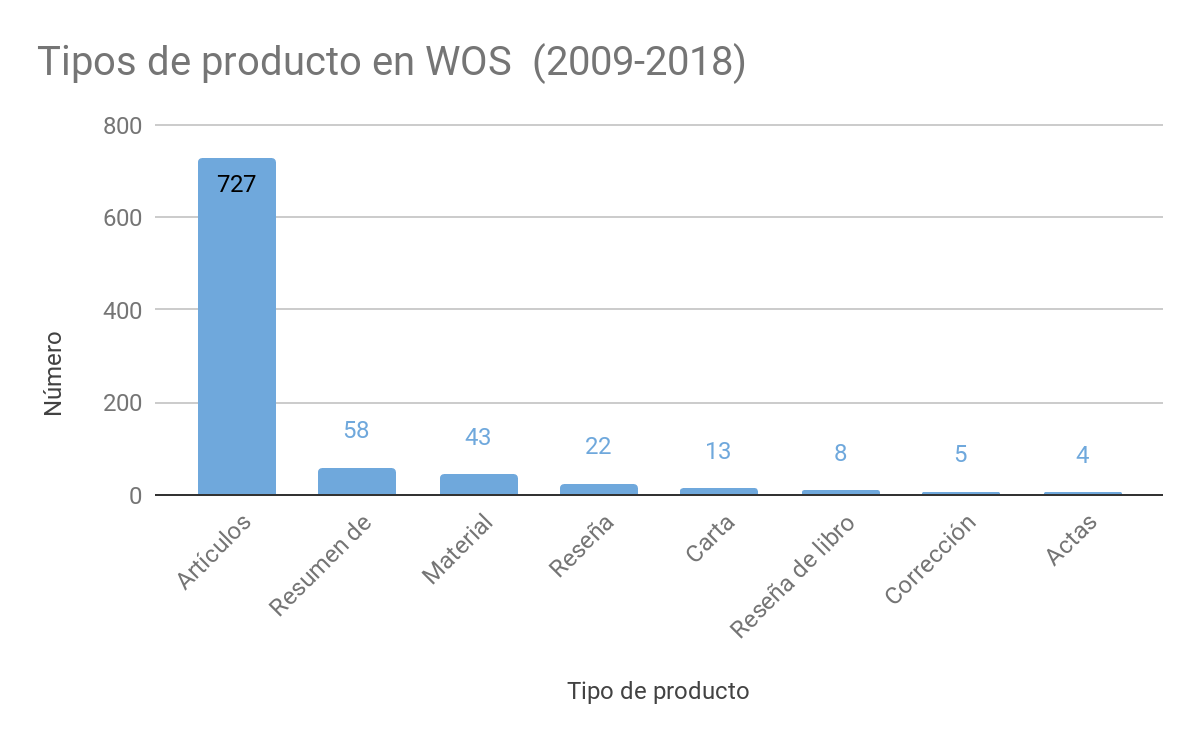 Tipos de producto en WOS (2009-2018)
800
600
400
200
0
Número
727
58
43
22
13
8
5
4
Artículos
Resumen de
Material
Reseña
Carta
Reseña de libro
Corrección
Actas
Tipo de producto